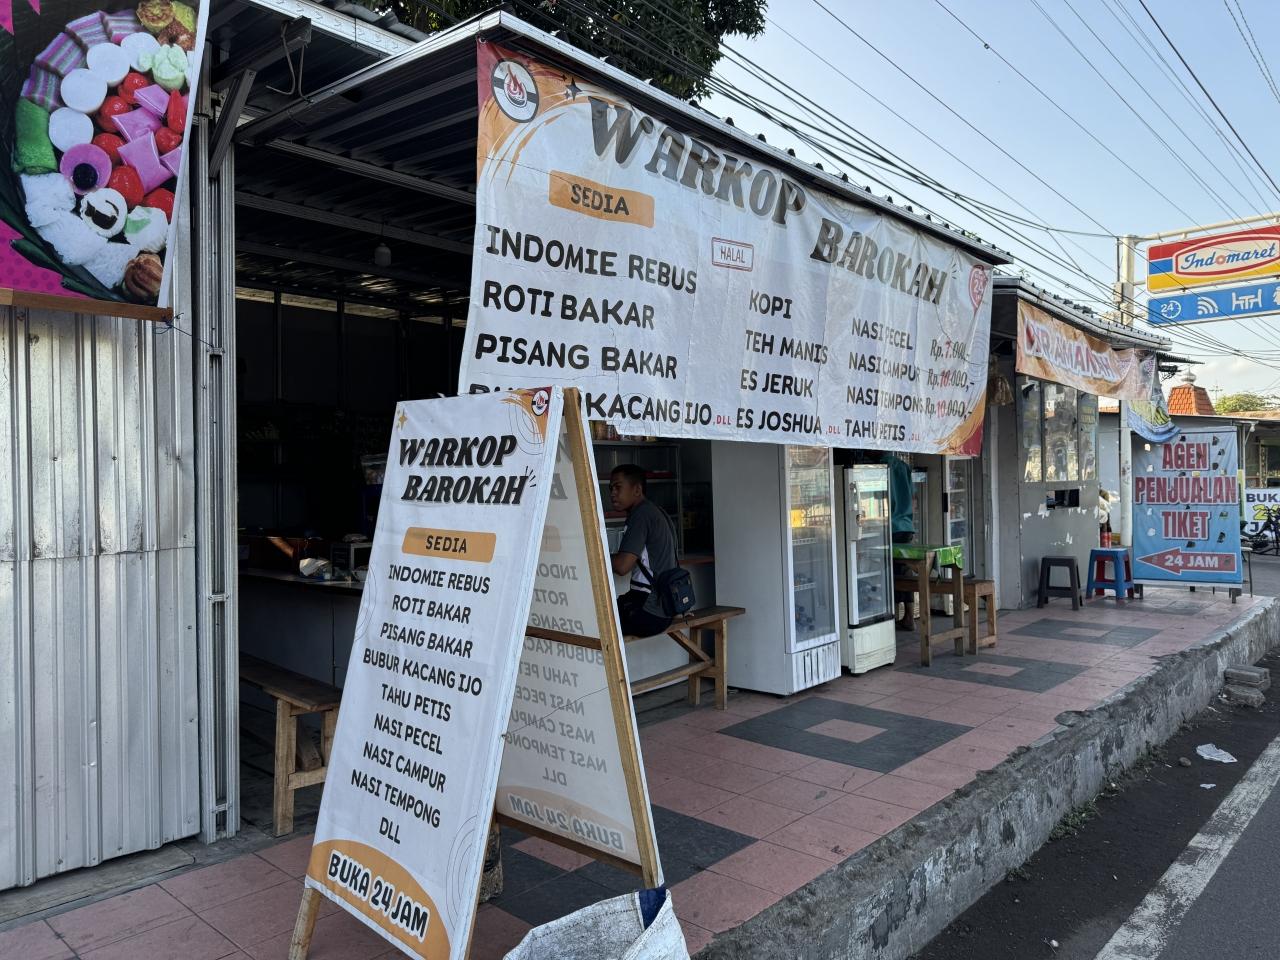 WARKOP BAROKAH
SEDIA
HALAL
INDOMIE REBUS
ROTI BAKAR
PISANG BAKAR
KACANG IJO ,DLL
KOPI
TEH MANIS
ES JERUK
ES JOSHUA ,DLL
NASI PECEL Rp.7.000,-
NASI CAMPUR Rp.10.000,-
NASI TEMPONG Rp.10.000,-
TAHU PETIS ,DLL
WARKOP
BAROKAH
SEDIA
INDOMIE REBUS
ROTI BAKAR
PISANG BAKAR
BUBUR KACANG IJO
TAHU PETIS
NASI PECEL
NASI CAMPUR
NASI TEMPONG
DLL
BUKA 24 JAM
Indomaret
24
AGEN
PENJUALAN
TIKET
24 JAM
BUKA